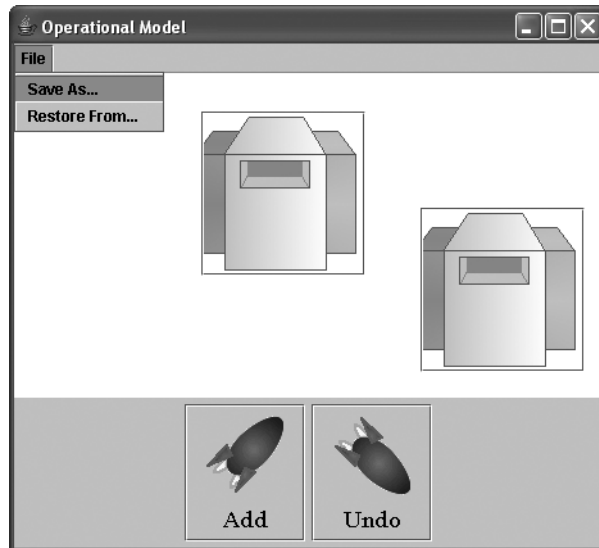 Operational Model
File
Save As...
Restore From...
Add
Undo